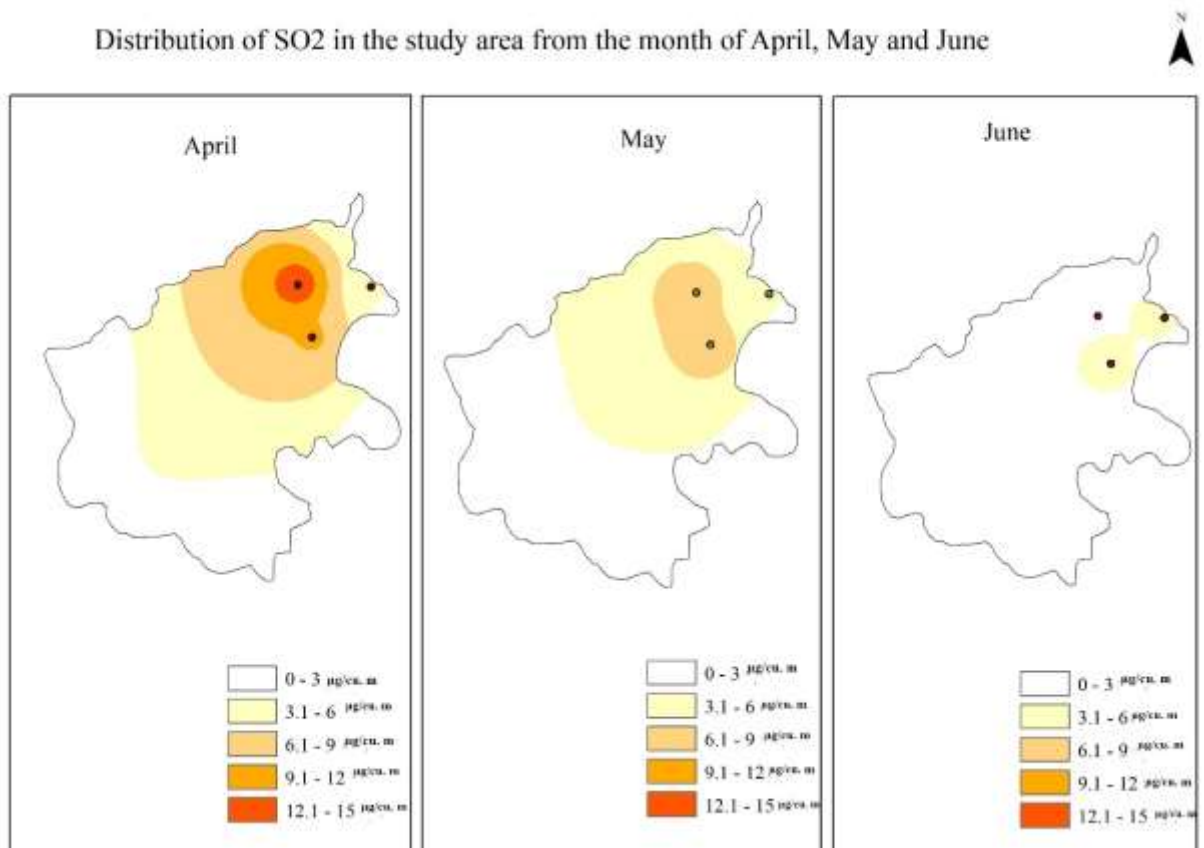 Distribution of SO2 in the study area from the month of April, May and June
N
April
0 - 3 µg/cu. m
3.1 - 6 µg/cu. m
6.1 - 9 µg/cu. m
9.1 - 12 µg/cu. m
12.1 - 15 µg/cu. m
May
0 - 3 µg/cu. m
3.1 - 6 µg/cu. m
6.1 - 9 µg/cu. m
9.1 - 12 µg/cu. m
12.1 - 15 µg/cu. m
June
0 - 3 µg/cu. m
3.1 - 6 µg/cu. m
6.1 - 9 µg/cu. m
9.1 - 12 µg/cu. m
12.1 - 15 µg/cu. m